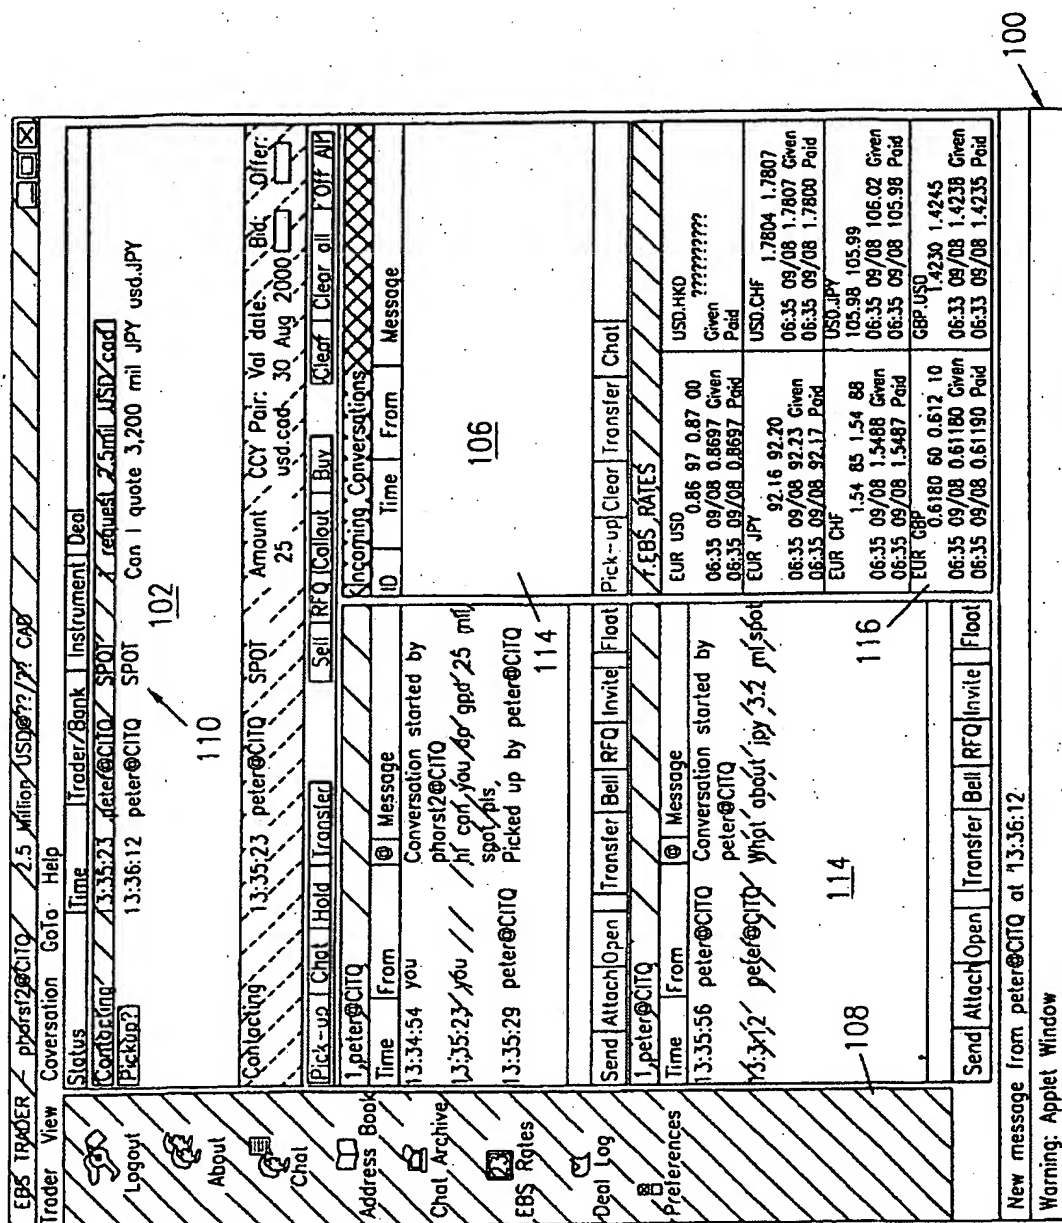 EBS TRADER - phorst2@CITQ 2.5 Million USD@??/?? CAD
Trader View Coversation GoTo Help
Logout
About
Chat
Address Book
Chat Archive
EBS Rates
Deal Log
Preferences
108
Status Time Trader/Bank Instrument Deal
Contacting 13:35:23 peter@CITQ SPOT I request 2.5mil USD/cad
Pickup? 13:36:12 peter@CITQ SPOT Can I quote 3,200 mil JPY usd.JPY
110
102
Contacting 13:35:23 peter@CITQ SPOT Amount CCY Pair: Val date: Bid: Offer:
25 usd.cad 30 Aug 2000
Pick-up Chat Hold Transfer Sell RFQ Callout Buy Clear Clear all Off All
1,peter@CITQ
Time From @ Message
13:34:54 you Conversation started by
phorst2@CITQ
13:35:23 you hi can you do gpd 25 mil
spot pls,
13:35:29 peter@CITQ Picked up by peter@CITQ
Send Attach Open Transfer Bell RFQ Invite Float
Incoming Conversations
ID Time From Message
106
114
Pick-up Clear Transfer Chat
1,peter@CITQ
Time From @ Message
13:35:56 peter@CITQ Conversation started by
peter@CITQ
13:3:12 peter@CITQ What about jpy 3.2 ml spot
114
116
Send Attach Open Transfer Bell RFQ Invite Float
EBS RATES
EUR USD
0.86 97 0.87 00
06:35 09/08 0.8697 Given
06:35 09/08 0.8697 Paid
EUR JPY
92.16 92.20
06:35 09/08 92.23 Given
06:35 09/08 92.17 Paid
EUR CHF
1.54 85 1.54 88
06:35 09/08 1.5488 Given
06:35 09/08 1.5487 Paid
EUR GBP
0.6180 60 0.612 10
06:35 09/08 0.61180 Given
06:35 09/08 0.61190 Paid
USD.HKD
?????????
Given
Paid
USD.CHF
1.7804 1.7807
06:35 09/08 1.7807 Given
06:35 09/08 1.7800 Paid
USD.JPY
105.98 105.99
06:35 09/08 106.02 Given
06:35 09/08 105.98 Paid
GBP.USD
1.4230 1.4245
06:33 09/08 1.4238 Given
06:33 09/08 1.4235 Paid
New message from peter@CITQ at 13:36:12
Warning: Applet Window
100